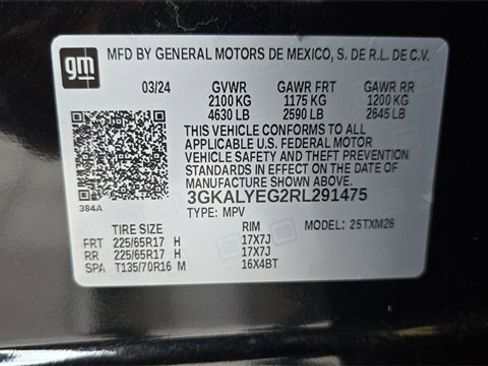 gm MFD BY GENERAL MOTORS DE MEXICO, S. DE R.L. DE C.V.
03/24 GVWR GAWR FRT GAWR RR
2100 KG 1175 KG 1200 KG
4630 LB 2590 LB 2645 LB
THIS VEHICLE CONFORMS TO ALL
APPLICABLE U.S. FEDERAL MOTOR
VEHICLE SAFETY AND THEFT PREVENTION
STANDARDS IN EFFECT ON THE DATE OF
MANUFACTURE SHOWN ABOVE.
384A
3GKALYEG2RL291475
TYPE: MPV MODEL: 25TXM26
TIRE SIZE RIM
FRT 225/65R17 H 17X7J
RR 225/65R17 H 17X7J
SPA T135/70R16 M 16X4BT